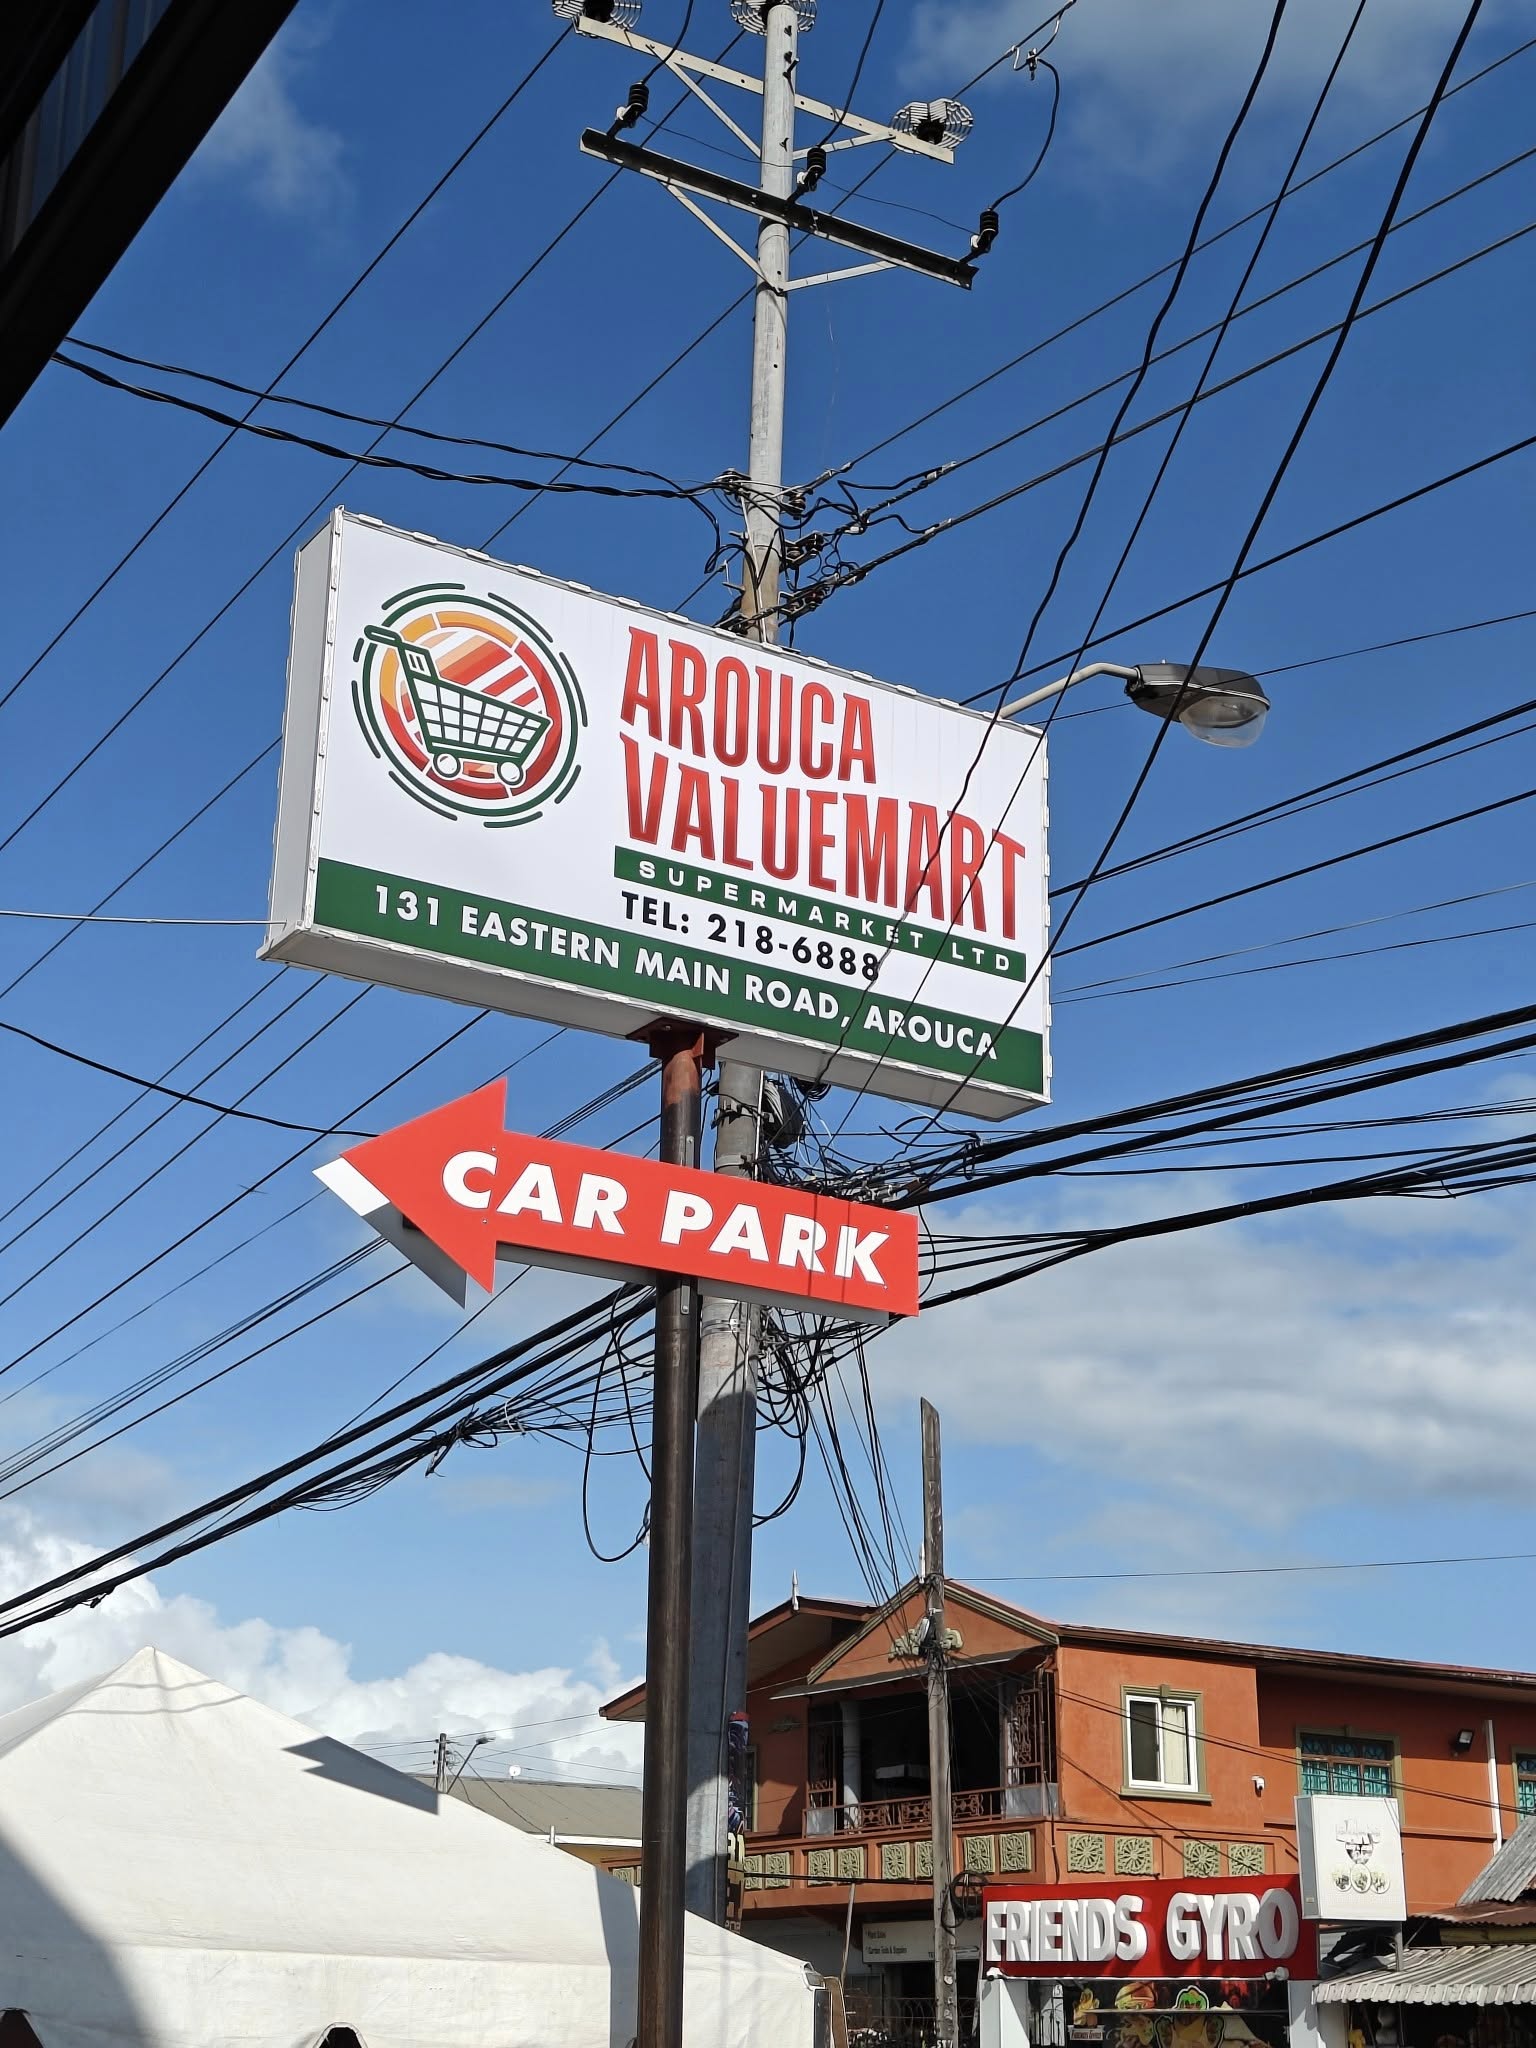 AROUCA
VALUEMART
SUPERMARKET LTD
TEL: 218-6888
131 EASTERN MAIN ROAD, AROUCA
CAR PARK
FRIENDS GYRO